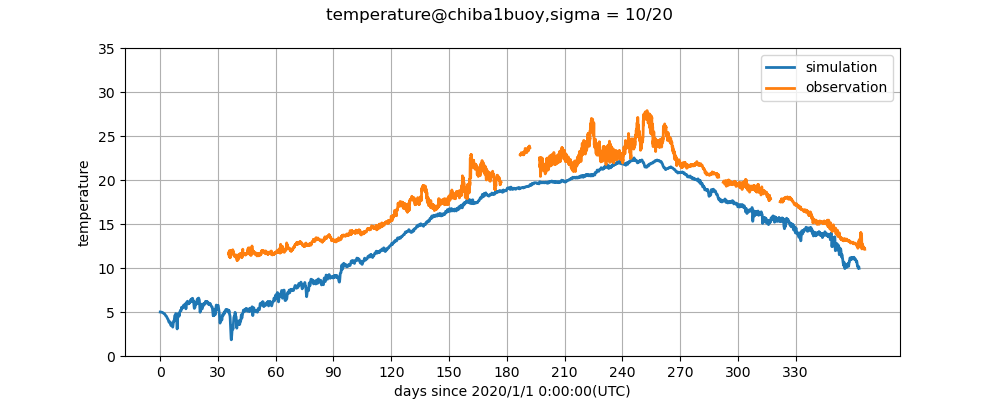 temperature@chiba1buoy,sigma = 10/20
simulation
observation
35
30
25
20
15
10
5
0
temperature
0 30 60 90 120 150 180 210 240 270 300 330
days since 2020/1/1 0:00:00(UTC)